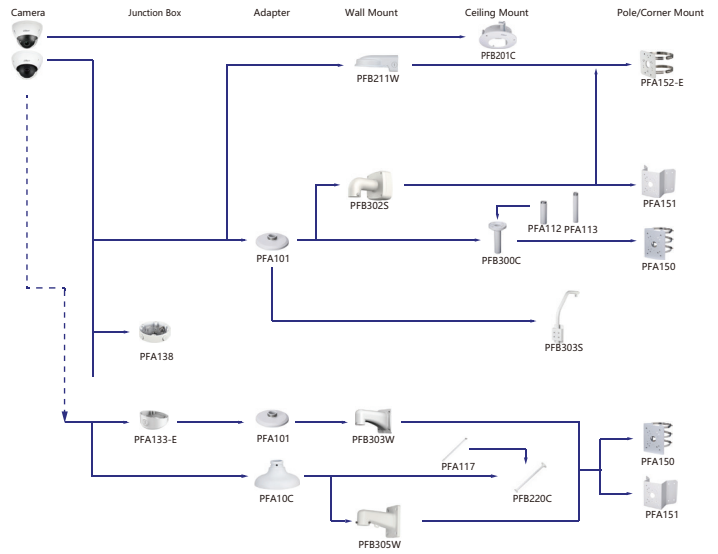 Camera
Junction Box
Adapter
Wall Mount
Ceiling Mount
Pole/Corner Mount
PFB201C
PFB211W
PFA152-E
PFB302S
PFA151
PFA112
PFA113
PFA101
PFB300C
PFA150
PFB303S
PFA138
PFA133-E
PFA101
PFB303W
PFA117
PFA150
PFA10C
PFB220C
PFA151
PFB305W